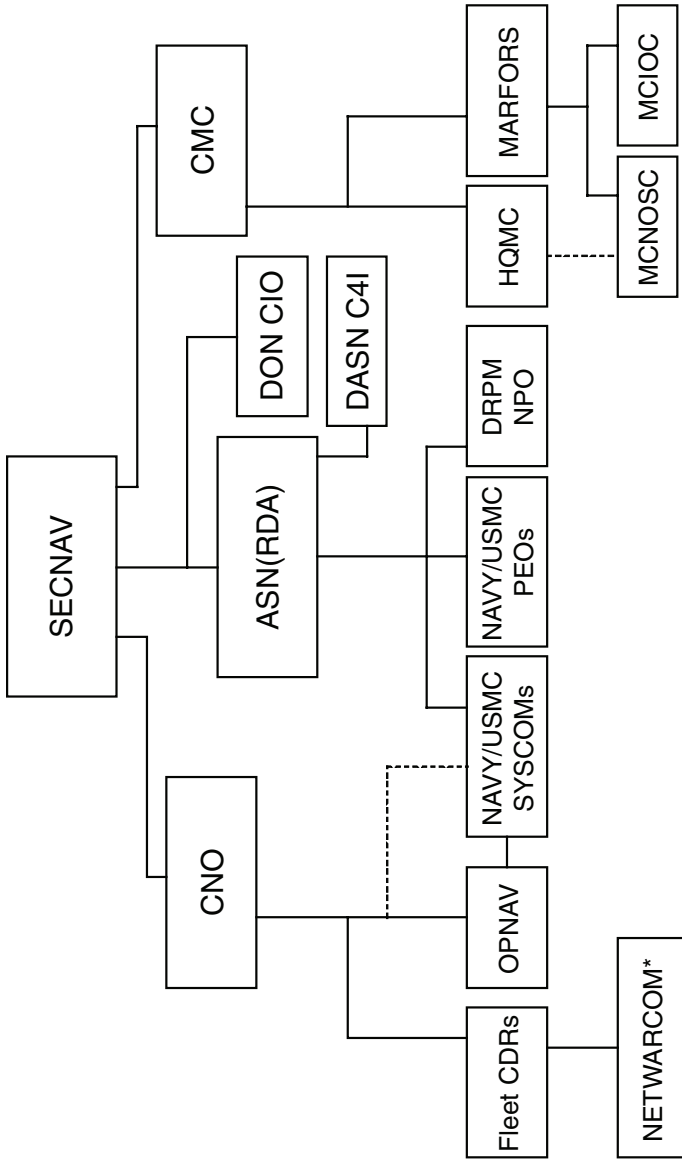 SECNAV
CNO
ASN(RDA)
DON CIO
DASN C4I
CMC
Fleet CDRs
OPNAV
NAVY/USMC
SYSCOMs
NAVY/USMC
PEOs
DRPM
NPO
HQMC
MARFORS
NETWARCOM*
MCNOSC
MCIOC